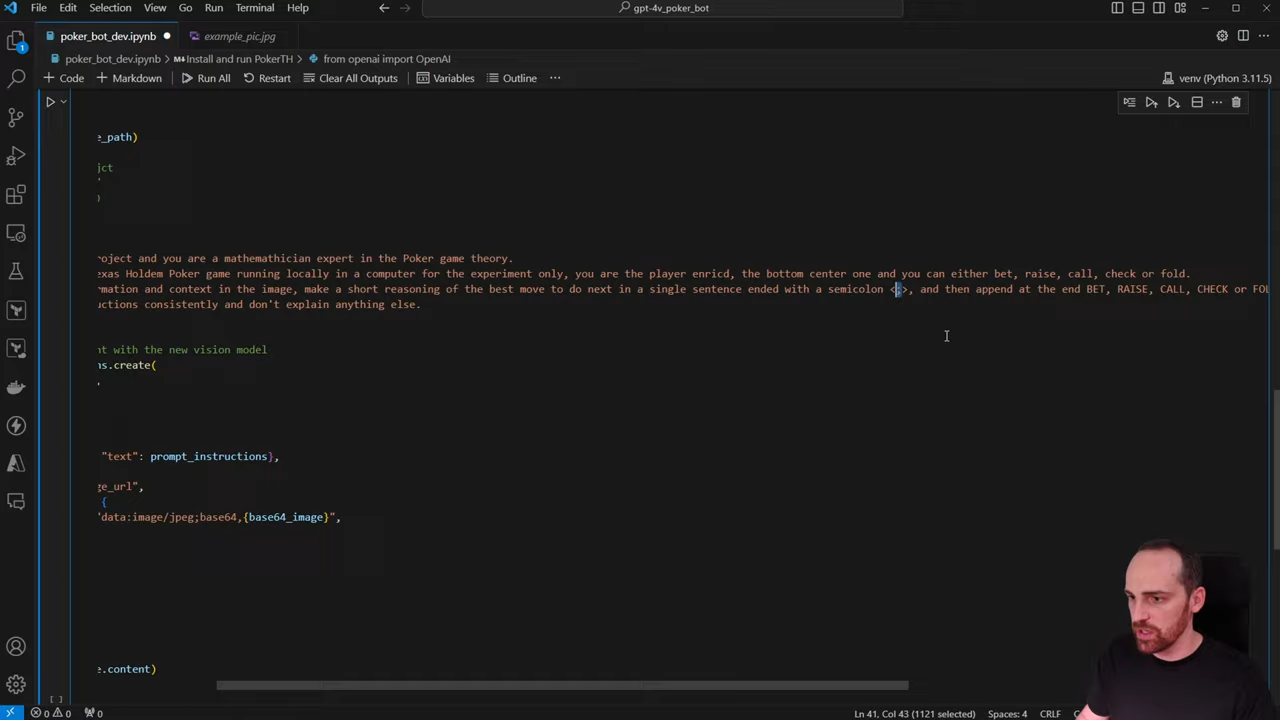 File Edit Selection View Go Run Terminal Help
gpt-4v_poker_bot
poker_bot_dev.ipynb
example_pic.jpg
poker_bot_dev.ipynb > Install and run PokerTH > from openai import OpenAI
+ Code + Markdown Run All Restart Clear All Outputs Variables Outline ...
venv (Python 3.11.5)
e_path)
jct
"
)
roject and you are a mathemathician expert in the Poker game theory.
exas Holdem Poker game running locally in a computer for the experiment only, you are the player enricd, the bottom center one and you can either bet, raise, call, check or fold.
rmation and context in the image, make a short reasoning of the best move to do next in a single sentence ended with a semicolon <;>, and then append at the end BET, RAISE, CALL, CHECK or FOL
uctions consistently and don't explain anything else.
nt with the new vision model
ns.create(
,
"text": prompt_instructions},
ge_url",
{
"data:image/jpeg;base64,{base64_image}",
e.content)
[ ]
0 0 0
Ln 41, Col 43 (1121 selected) Spaces: 4 CRLF